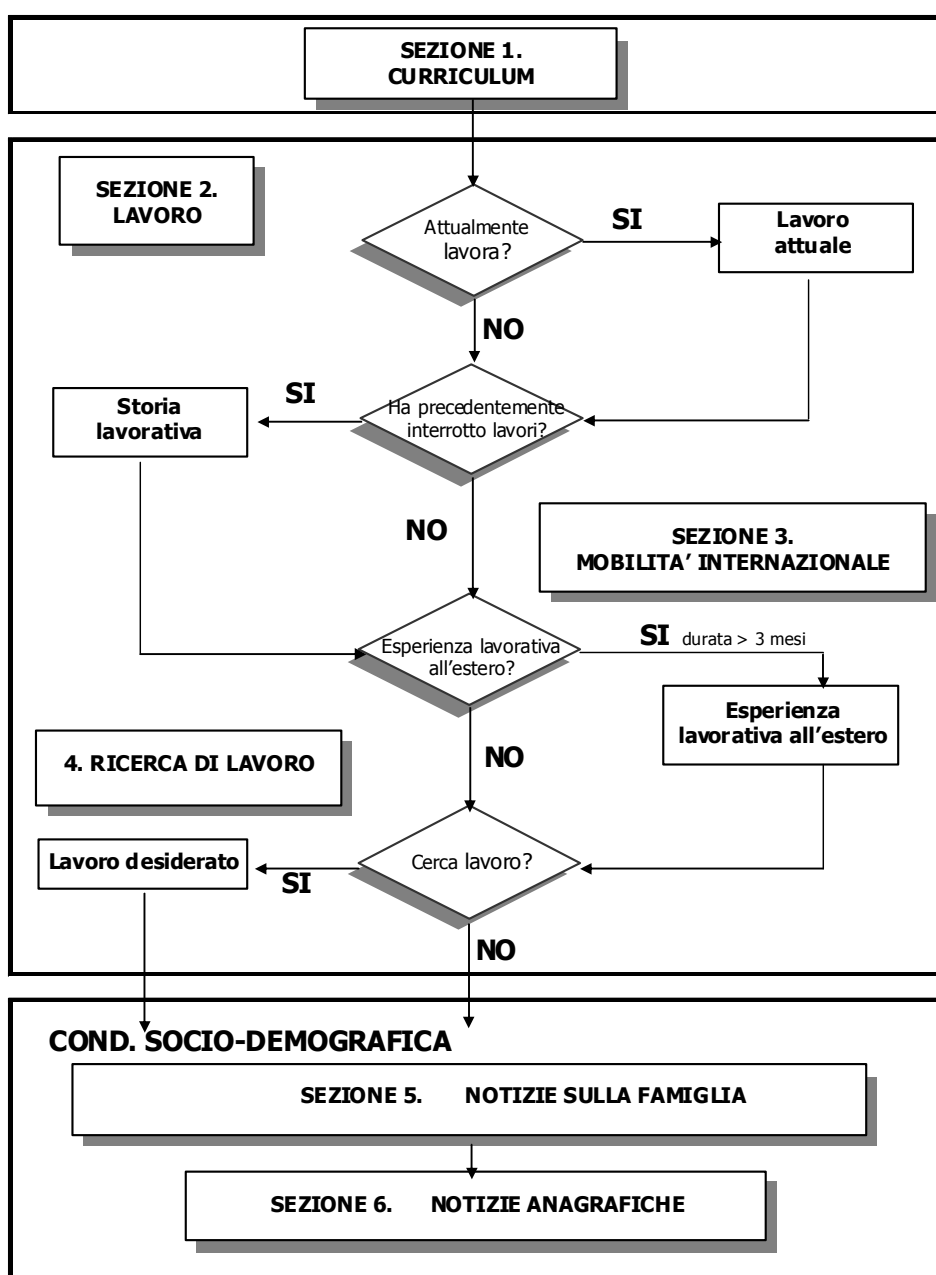 SEZIONE 1.
CURRICULUM
SEZIONE 2.
LAVORO
Attualmente
lavora?
SI
Lavoro
attuale
NO
Storia
lavorativa
SI
Ha precedentemente
interrotto lavori?
NO
SEZIONE 3.
MOBILITA’ INTERNAZIONALE
Esperienza lavorativa
all’estero?
SI durata > 3 mesi
Esperienza
lavorativa all’estero
4. RICERCA DI LAVORO
NO
Lavoro desiderato
SI
Cerca lavoro?
NO
COND. SOCIO-DEMOGRAFICA
SEZIONE 5. NOTIZIE SULLA FAMIGLIA
SEZIONE 6. NOTIZIE ANAGRAFICHE